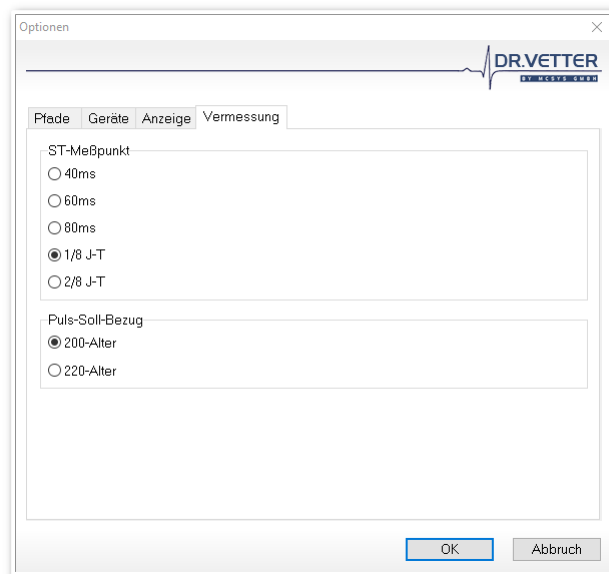 Optionen
DR.VETTER
BY MCSYS GMBH
Pfade Geräte Anzeige Vermessung
ST-Meßpunkt
40ms
60ms
80ms
1/8 J-T
2/8 J-T
Puls-Soll-Bezug
200-Alter
220-Alter
OK Abbruch